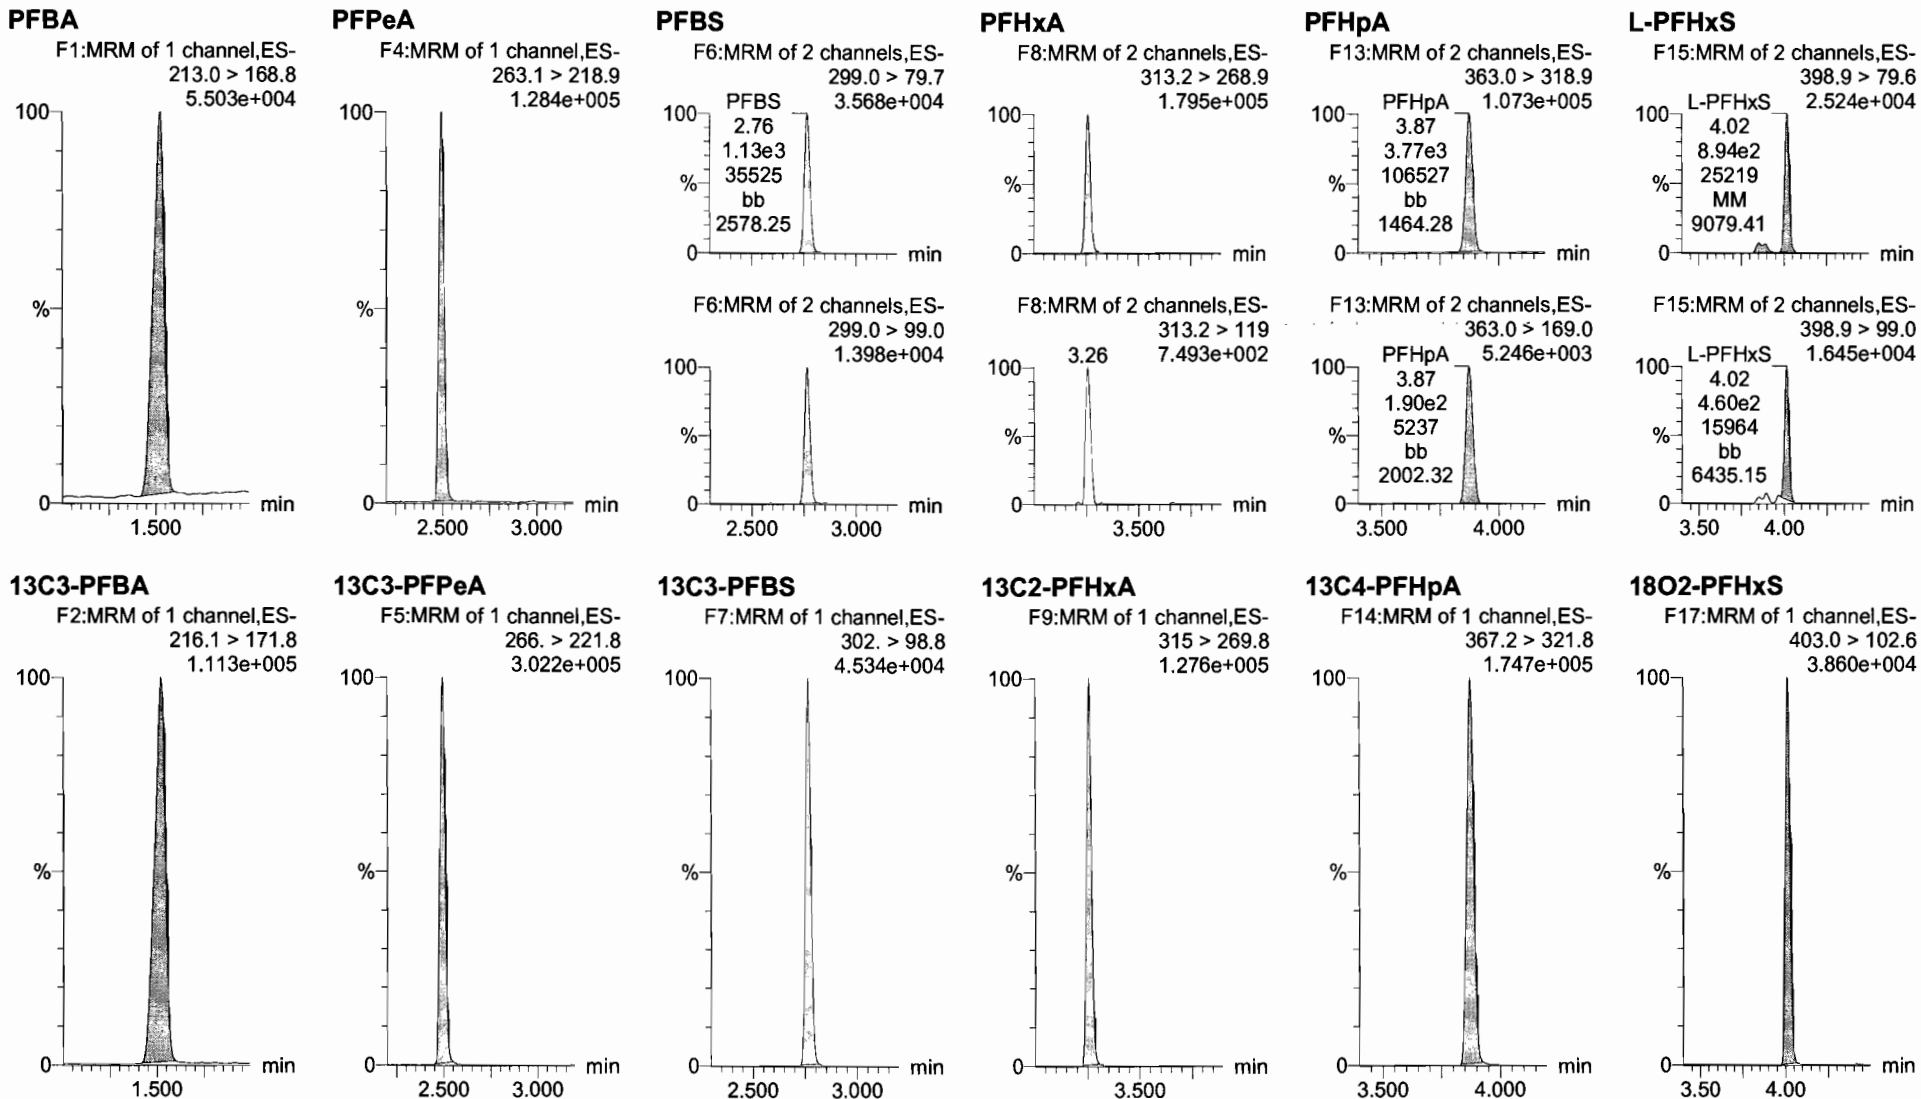 PFBA
F1:MRM of 1 channel,ES-
213.0 > 168.8
5.503e+004
100
%
0
min
1.500
PFPeA
F4:MRM of 1 channel,ES-
263.1 > 218.9
1.284e+005
100
%
0
min
2.500 3.000
PFBS
F6:MRM of 2 channels,ES-
299.0 > 79.7
3.568e+004
100
PFBS
2.76
1.13e3
35525
bb
2578.25
%
0
min
F6:MRM of 2 channels,ES-
299.0 > 99.0
1.398e+004
100
%
0
min
2.500 3.000
PFHxA
F8:MRM of 2 channels,ES-
313.2 > 268.9
1.795e+005
100
%
0
min
F8:MRM of 2 channels,ES-
313.2 > 119
7.493e+002
3.26
100
%
0
min
3.500
PFHpA
F13:MRM of 2 channels,ES-
363.0 > 318.9
1.073e+005
100
PFHpA
3.87
3.77e3
106527
bb
1464.28
%
0
min
F13:MRM of 2 channels,ES-
363.0 > 169.0
5.246e+003
100
PFHpA
3.87
1.90e2
5237
bb
2002.32
%
0
min
3.500 4.000
L-PFHxS
F15:MRM of 2 channels,ES-
398.9 > 79.6
2.524e+004
100
L-PFHxS
4.02
8.94e2
25219
MM
9079.41
%
0
min
F15:MRM of 2 channels,ES-
398.9 > 99.0
1.645e+004
100
L-PFHxS
4.02
4.60e2
15964
bb
6435.15
%
0
min
3.50 4.00
13C3-PFBA
F2:MRM of 1 channel,ES-
216.1 > 171.8
1.113e+005
100
%
0
min
1.500
13C3-PFPeA
F5:MRM of 1 channel,ES-
266. > 221.8
3.022e+005
100
%
0
min
2.500 3.000
13C3-PFBS
F7:MRM of 1 channel,ES-
302. > 98.8
4.534e+004
100
%
0
min
2.500 3.000
13C2-PFHxA
F9:MRM of 1 channel,ES-
315 > 269.8
1.276e+005
100
%
0
min
3.500
13C4-PFHpA
F14:MRM of 1 channel,ES-
367.2 > 321.8
1.747e+005
100
%
0
min
3.500 4.000
18O2-PFHxS
F17:MRM of 1 channel,ES-
403.0 > 102.6
3.860e+004
100
%
0
min
3.50 4.00